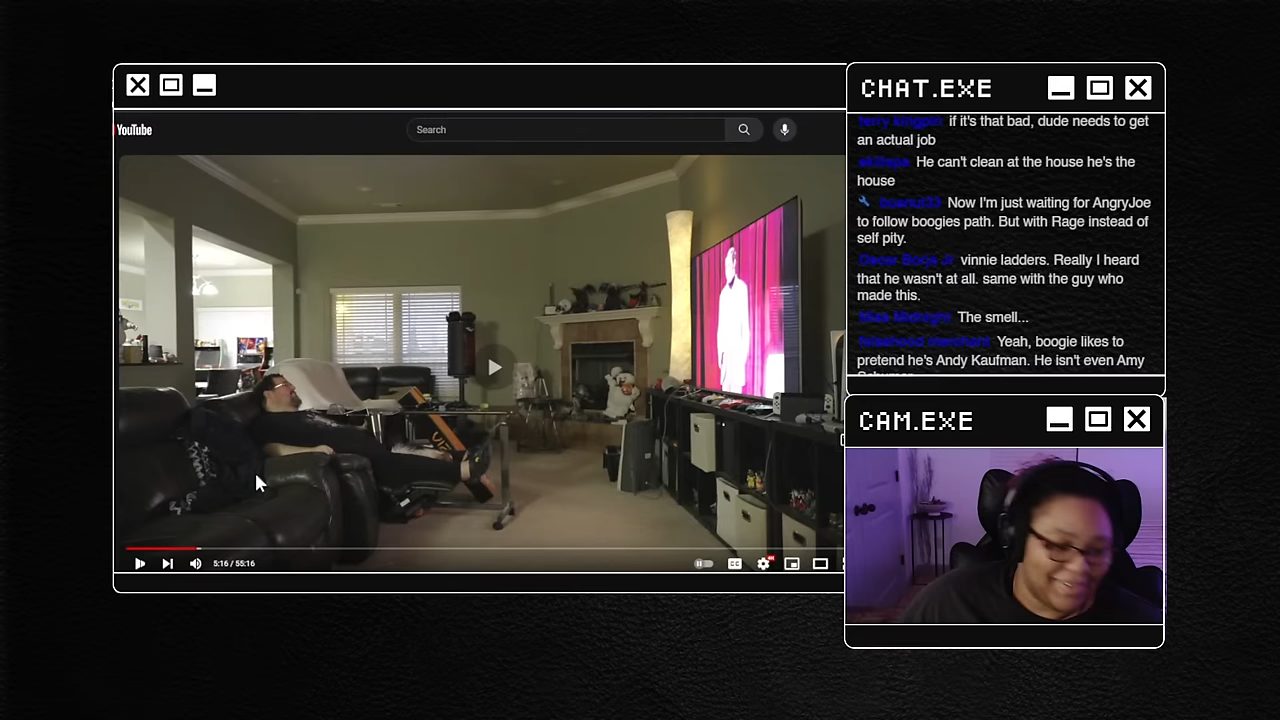 YouTube
Search
5:16 / 55:16
CC
CHAT.EXE
if it's that bad, dude needs to get
an actual job
He can't clean at the house he's the
house
Now I'm just waiting for AngryJoe
to follow boogies path. But with Rage instead of
self pity.
vinnie ladders. Really I heard
that he wasn't at all. same with the guy who
made this.
The smell...
Yeah, boogie likes to
pretend he's Andy Kaufman. He isn't even Amy
CAM.EXE